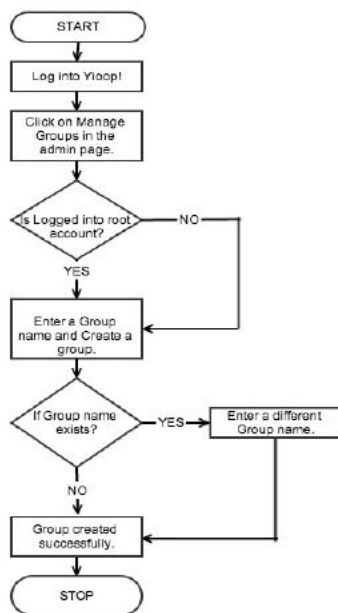 START
Log into Yioop!
Click on Manage
Groups in the
admin page.
Is Logged into root
account?
NO
YES
Enter a Group
name and Create a
group.
If Group name
exists?
YES
Enter a different
Group name.
NO
Group created
successfully.
STOP